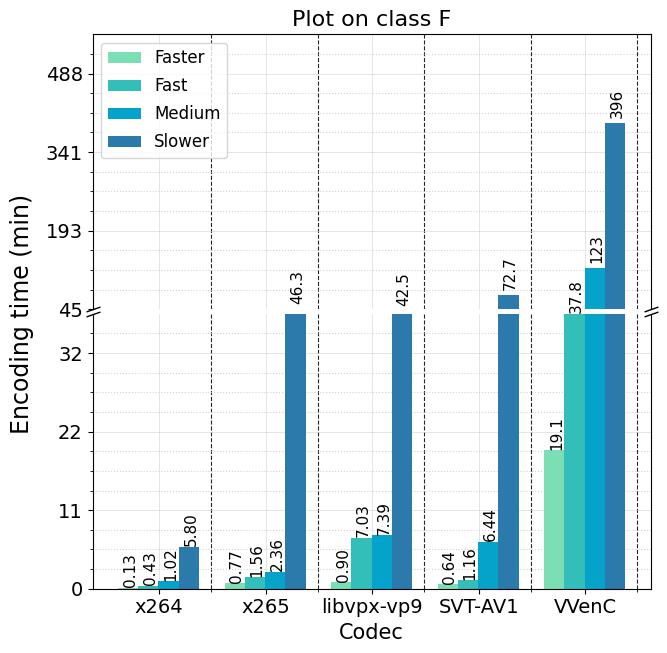 Plot on class F
Faster
Fast
Medium
Slower
Encoding time (min)
488
341
193
45
32
22
11
0
0.13
0.43
1.02
5.80
0.77
1.56
2.36
46.3
0.90
7.03
7.39
42.5
0.64
1.16
6.44
72.7
19.1
37.8
123
396
x264
x265
libvpx-vp9
SVT-AV1
VVenC
Codec